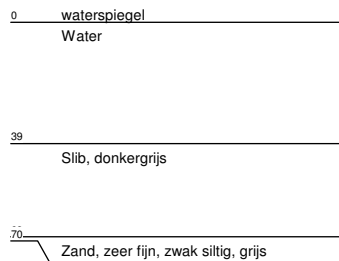 0 waterspiegel
Water
39
Slib, donkergrijs
70
Zand, zeer fijn, zwak siltig, grijs